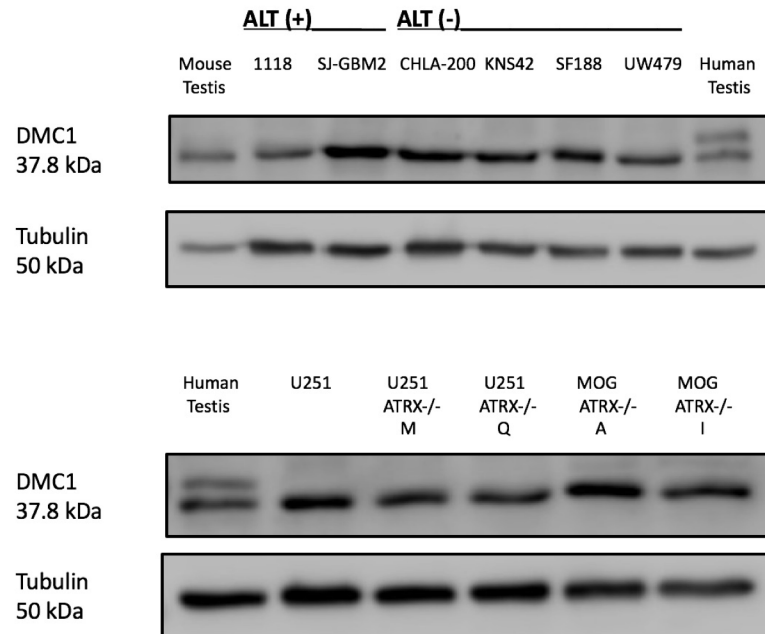 ALT (+) ALT (-)
Mouse Testis 1118 SJ-GBM2 CHLA-200 KNS42 SF188 UW479 Human Testis
DMC1
37.8 kDa
Tubulin
50 kDa
Human Testis U251 U251 ATRX-/- M U251 ATRX-/- Q MOG ATRX-/- A MOG ATRX-/- I
DMC1
37.8 kDa
Tubulin
50 kDa